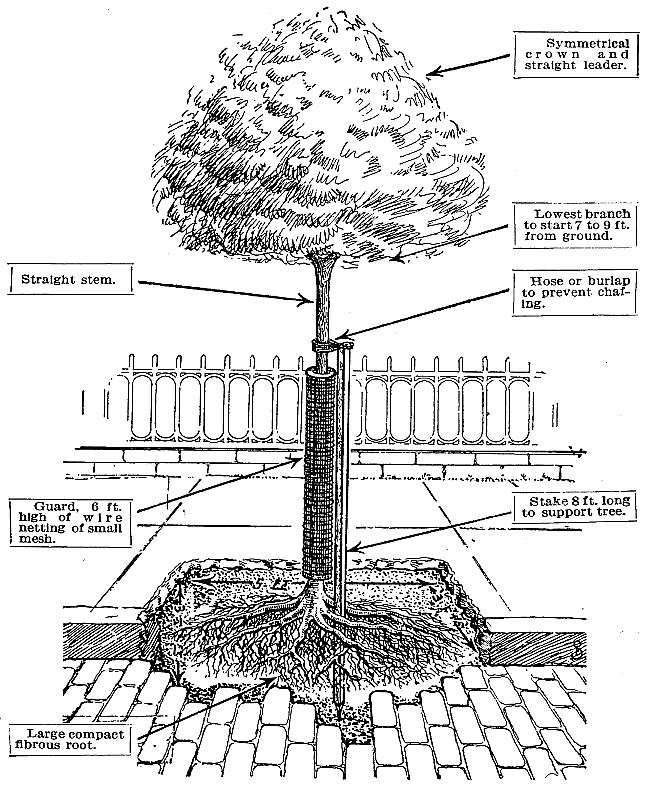 Symmetrical
crown and
straight leader.
Lowest branch
to start 7 to 9 ft.
from ground.
Straight stem.
Hose or burlap
to prevent chaf-
ing.
Guard, 6 ft.
high of wire
netting of small
mesh.
Stake 8 ft. long
to support tree.
Large compact
fibrous root.